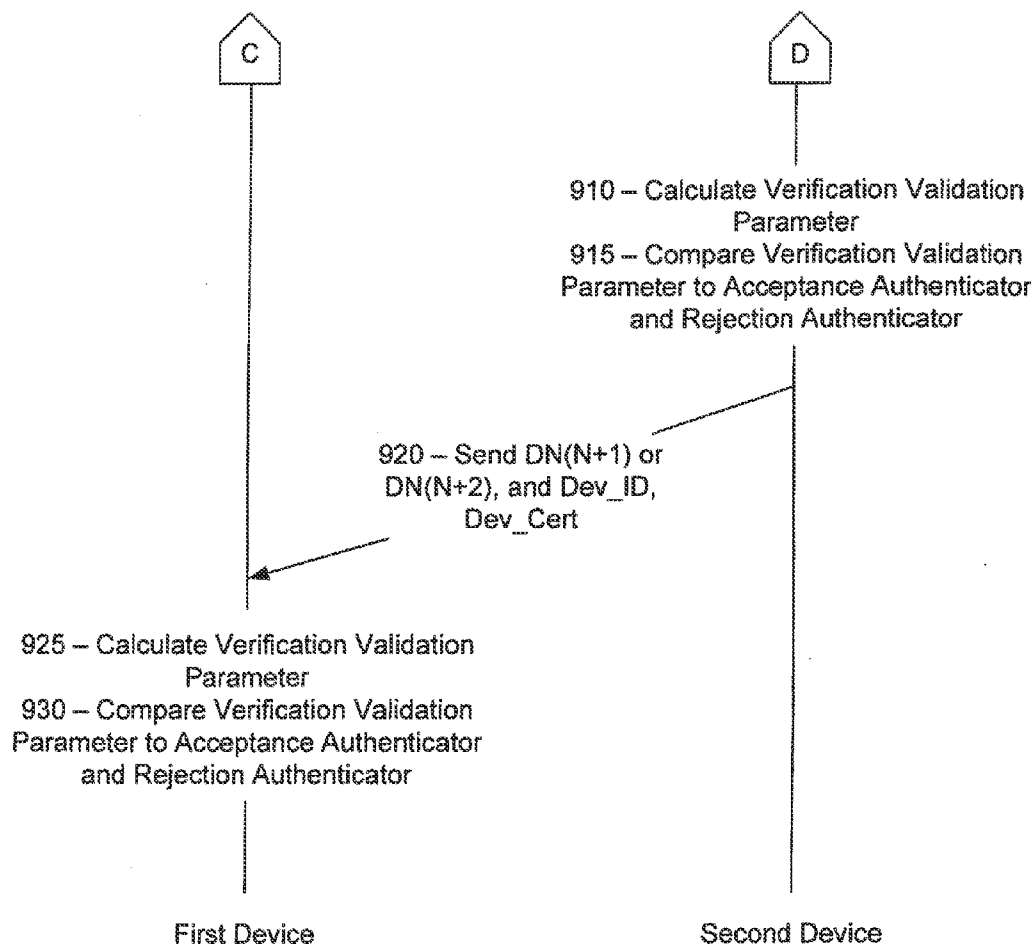 C
D
910 – Calculate Verification Validation
Parameter
915 – Compare Verification Validation
Parameter to Acceptance Authenticator
and Rejection Authenticator
920 – Send DN(N+1) or
DN(N+2), and Dev_ID,
Dev_Cert
925 – Calculate Verification Validation
Parameter
930 – Compare Verification Validation
Parameter to Acceptance Authenticator
and Rejection Authenticator
First Device
Second Device